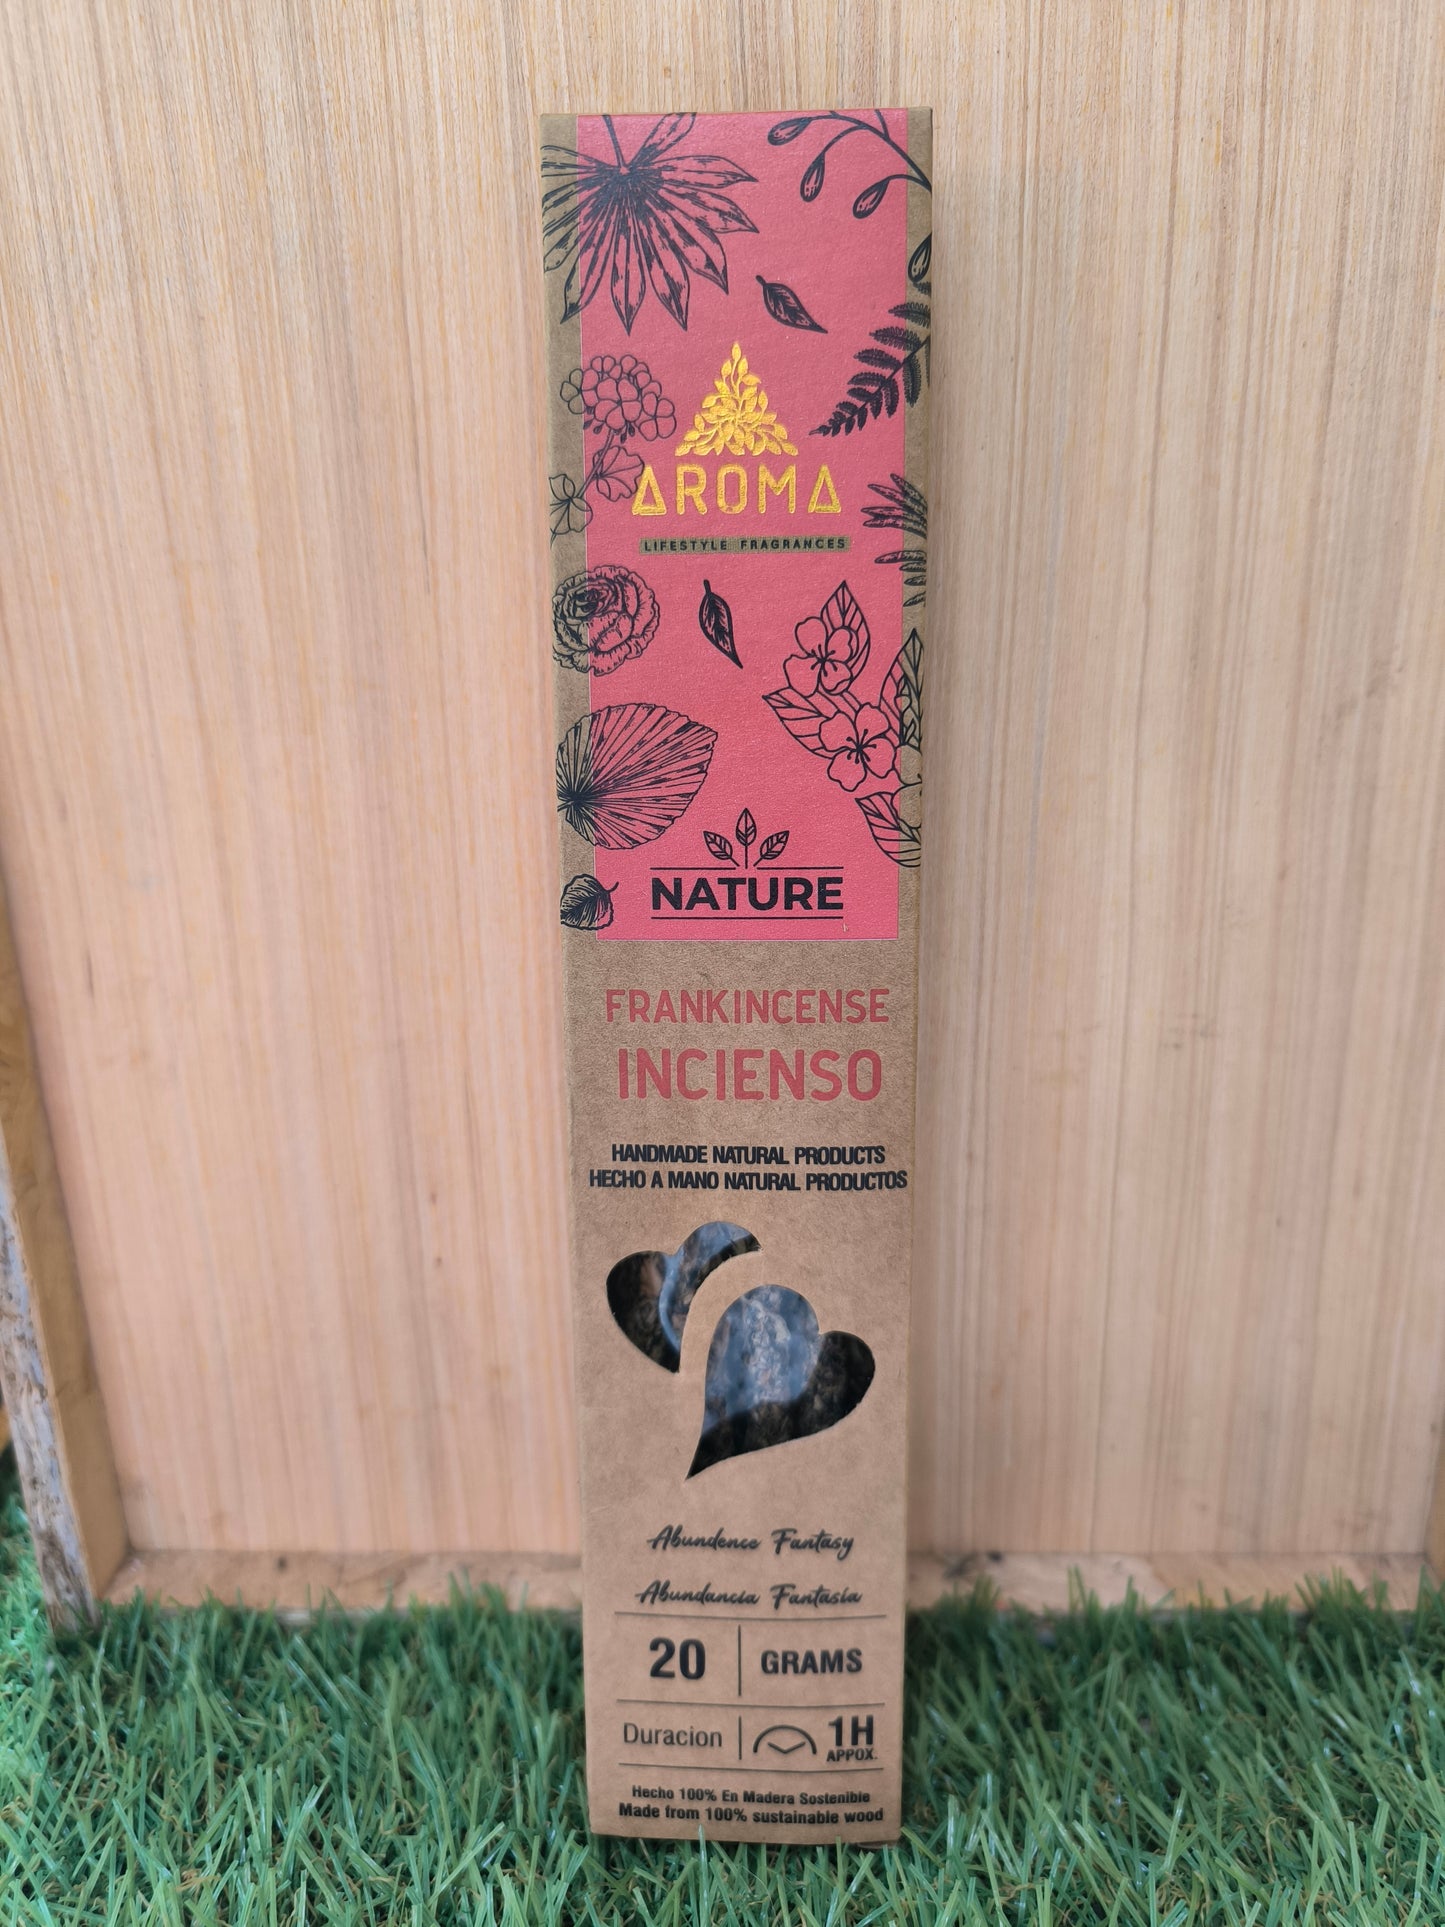 AROMA
LIFESTYLE FRAGRANCES
NATURE
FRANKINCENSE
INCIENSO
HANDMADE NATURAL PRODUCTS
HECHO A MANO NATURAL PRODUCTOS
Abundence Fantasy
Abundancia Fantasía
20 GRAMS
Duracion 1H
APPOX.
Hecho 100% En Madera Sostenible
Made from 100% sustainable wood